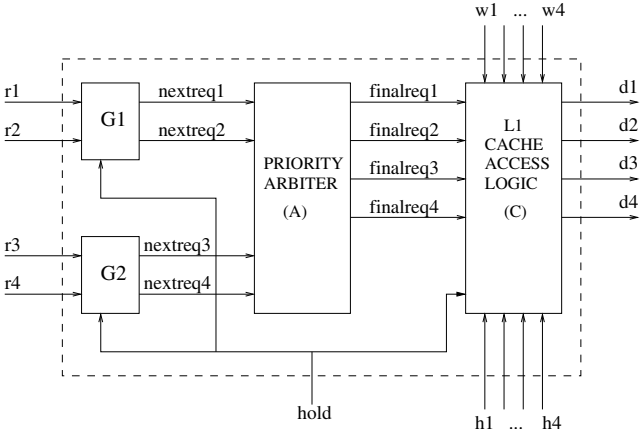 w1 ... w4
r1
r2
G1
nextreq1
nextreq2
PRIORITY
ARBITER
(A)
finalreq1
finalreq2
finalreq3
finalreq4
L1
CACHE
ACCESS
LOGIC
(C)
d1
d2
d3
d4
r3
r4
G2
nextreq3
nextreq4
hold
h1 ... h4